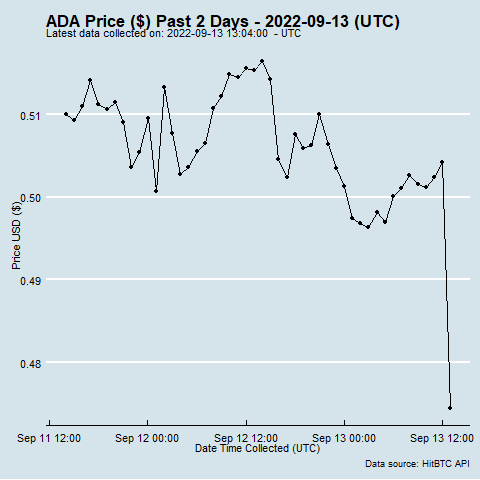 ADA Price ($) Past 2 Days - 2022-09-13 (UTC)
Latest data collected on: 2022-09-13 13:04:00  - UTC
0.51
0.50
0.49
0.48
Price USD ($)
Sep 11 12:00
Sep 12 00:00
Sep 12 12:00
Sep 13 00:00
Sep 13 12:00
Date Time Collected (UTC)
Data source: HitBTC API